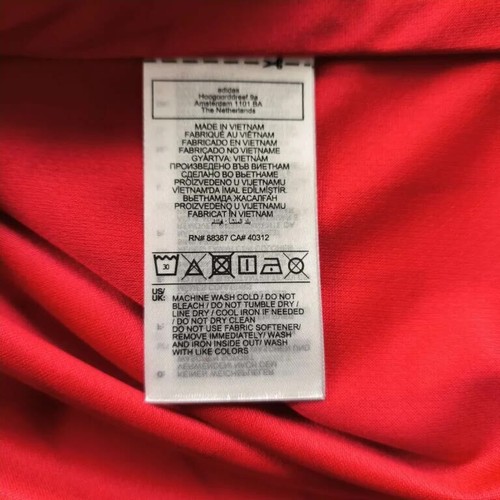 adidas
Hoogoorddreef 9a
Amsterdam 1101 BA
The Netherlands
MADE IN VIETNAM
FABRIQUÉ AU VIÊTNAM
FABRICADO EN VIETNAM
FABRICADO NO VIETNAME
GYÁRTVA: VIETNÁM
ПРОИЗВЕДЕНО ВЪВ ВИЕТНАМ
СДЕЛАНО ВО ВЬЕТНАМЕ
PROIZVEDENO U VIJETNAMU
VIETNAM'DA İMAL EDİLMİŞTİR.
ВЬЕТНАМДА ЖАСАЛҒАН
PROIZVEDENO U VIJETNAMU
FABRICAT ÎN VIETNAM
بلد المنشأ : فيتنام
RN# 88387 CA# 40312
30
US/
UK: MACHINE WASH COLD / DO NOT
BLEACH / DO NOT TUMBLE DRY /
LINE DRY / COOL IRON IF NEEDED
/ DO NOT DRY CLEAN
DO NOT USE FABRIC SOFTENER/
REMOVE IMMEDIATELY/ WASH
AND IRON INSIDE OUT/ WASH
WITH LIKE COLORS